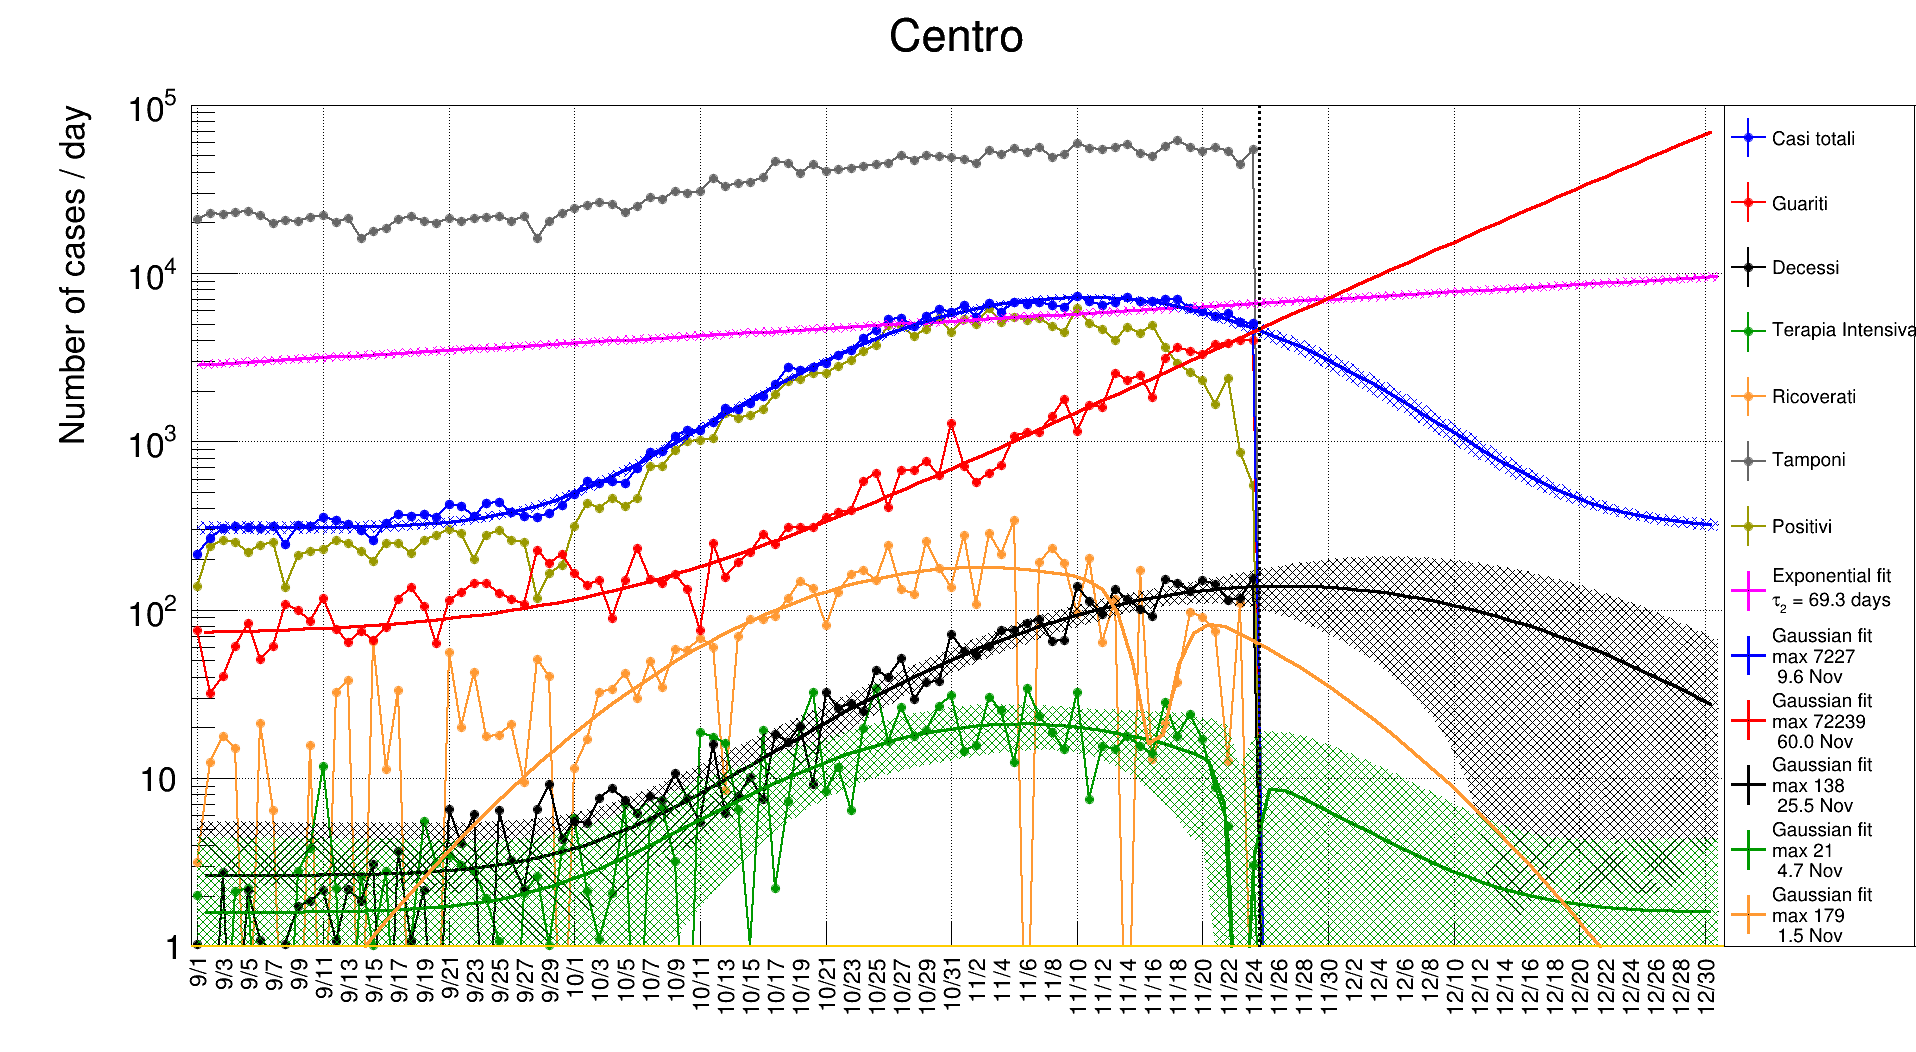 Centro
Number of cases / day
10^5
10^4
10^3
10^2
10
1
9/1 9/3 9/5 9/7 9/9 9/11 9/13 9/15 9/17 9/19 9/21 9/23 9/25 9/27 9/29 10/1 10/3 10/5 10/7 10/9 10/11 10/13 10/15 10/17 10/19 10/21 10/23 10/25 10/27 10/29 10/31 11/2 11/4 11/6 11/8 11/10 11/12 11/14 11/16 11/18 11/20 11/22 11/24 11/26 11/28 11/30 12/2 12/4 12/6 12/8 12/10 12/12 12/14 12/16 12/18 12/20 12/22 12/24 12/26 12/28 12/30
Casi totali
Guariti
Decessi
Terapia Intensiva
Ricoverati
Tamponi
Positivi
Exponential fit
τ2 = 69.3 days
Gaussian fit
max 7227
9.6 Nov
Gaussian fit
max 72239
60.0 Nov
Gaussian fit
max 138
25.5 Nov
Gaussian fit
max 21
4.7 Nov
Gaussian fit
max 179
1.5 Nov